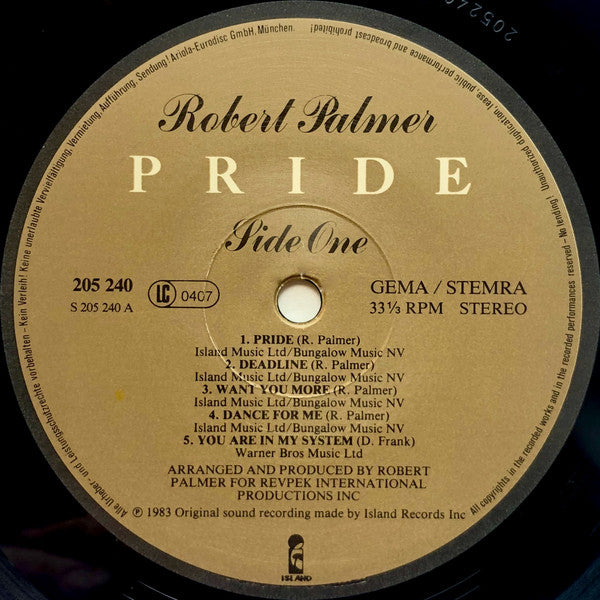 Alle Urheber- und Leistungsschutzrechte vorbehalten - Kein Verleih! Keine unerlaubte Vervielfältigung, Vermietung, Aufführung, Sendung! Ariola-Eurodisc GmbH, München.
Unauthorized duplication, lease, public performance and broadcast prohibited!
All copyrights in the recorded works and in the recorded performances reserved - No lending!
20524
Robert Palmer
PRIDE
Side One
205 240
S 205 240 A
LC 0407
GEMA / STEMRA
33⅓ RPM STEREO
1. PRIDE (R. Palmer)
Island Music Ltd/Bungalow Music NV
2. DEADLINE (R. Palmer)
Island Music Ltd/Bungalow Music NV
3. WANT YOU MORE (R. Palmer)
Island Music Ltd/Bungalow Music NV
4. DANCE FOR ME (R. Palmer)
Island Music Ltd/Bungalow Music NV
5. YOU ARE IN MY SYSTEM (D. Frank)
Warner Bros Music Ltd
ARRANGED AND PRODUCED BY ROBERT
PALMER FOR REVPEK INTERNATIONAL
PRODUCTIONS INC
℗ 1983 Original sound recording made by Island Records Inc
ISLAND